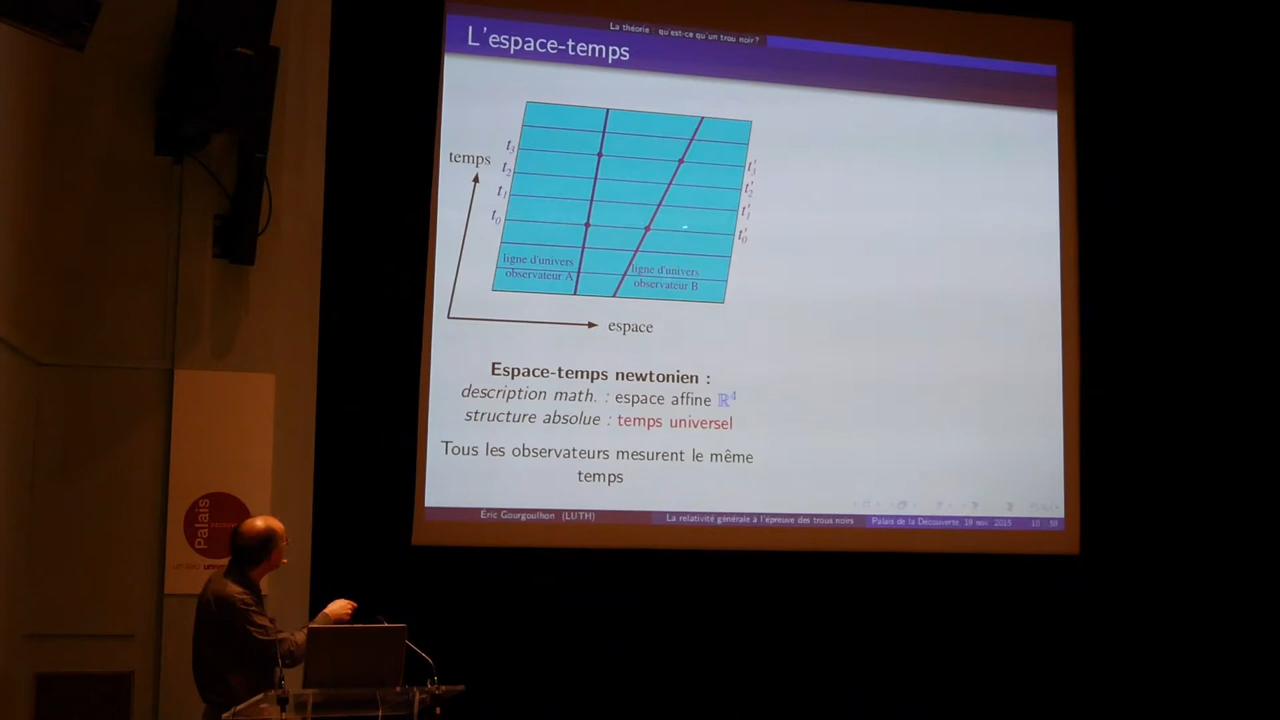 La théorie : qu'est-ce qu'un trou noir ?
L'espace-temps
temps
t3
t2
t1
t0
t'3
t'2
t'1
t'0
ligne d'univers
observateur A
ligne d'univers
observateur B
espace
Espace-temps newtonien :
description math. : espace affine ℝ⁴
structure absolue : temps universel
Tous les observateurs mesurent le même
temps
Éric Gourgoulhon (LUTH)
La relativité générale à l'épreuve des trous noirs
Palais de la Découverte, 19 nov. 2015
Palais